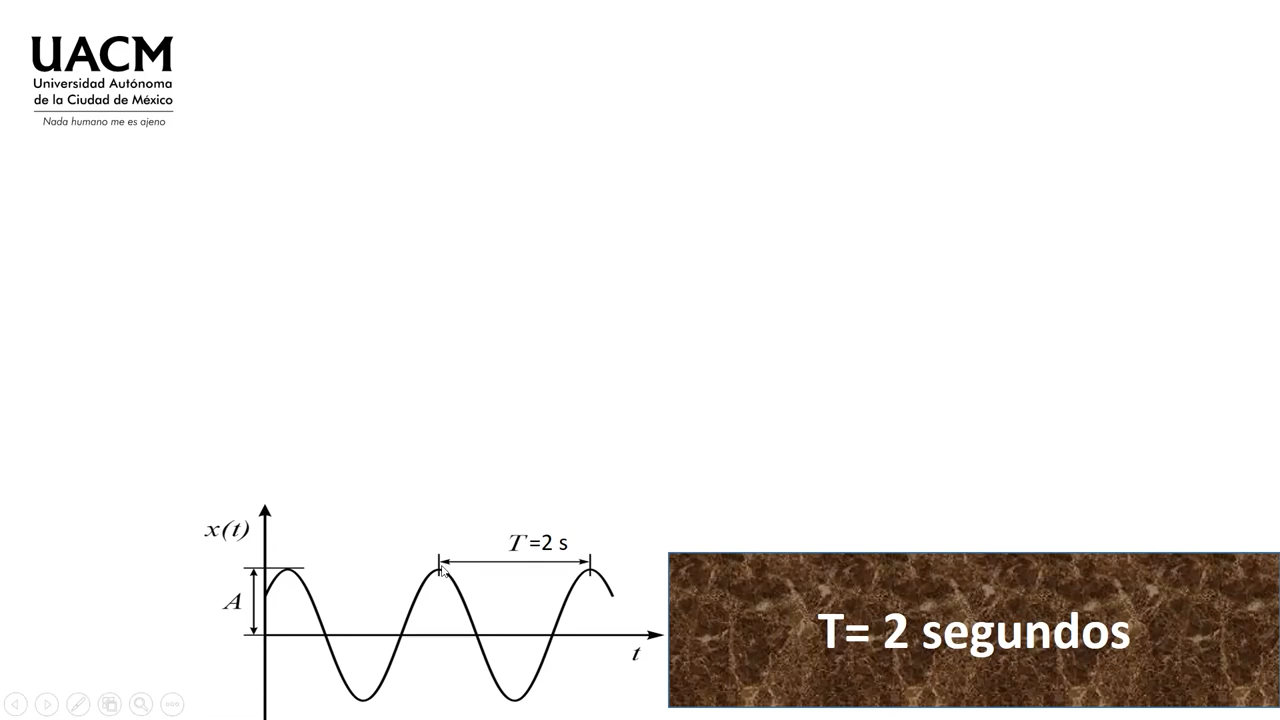 UACM
Universidad Autónoma
de la Ciudad de México
Nada humano me es ajeno
x(t)
T=2 s
A
t
T= 2 segundos